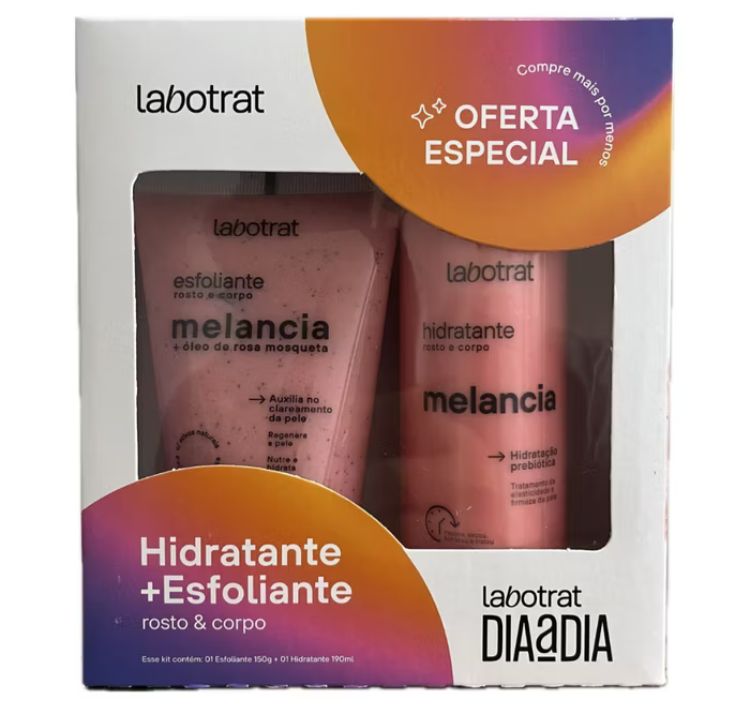 labotrat
Compre mais por menos
OFERTA
ESPECIAL
labotrat
esfoliante
rosto e corpo
melancia
+ óleo de rosa mosqueta
→ Auxilia no
clareamento
da pele
Regenera
a pele
Nutre e
hidrata
labotrat
hidratante
rosto e corpo
melancia
→ Hidratação
prebiótica
Tratamento da
elasticidade e
firmeza da pele
Hidratante
+Esfoliante
rosto & corpo
Esse kit contém: 01 Esfoliante 150g + 01 Hidratante 190ml
labotrat
DIAaDIA